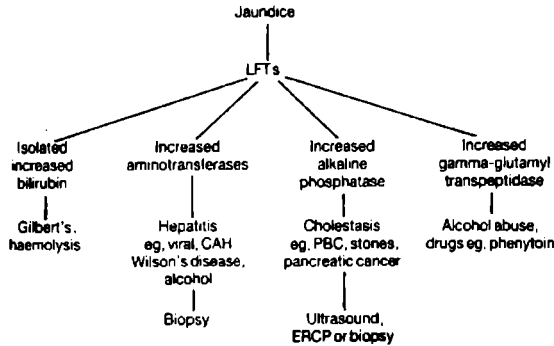 Jaundice
LFTs
Isolated
increased
bilirubin
Gilbert's,
haemolysis
Increased
aminotransferases
Hepatitis
eg, viral, CAH
Wilson's disease,
alcohol
Biopsy
Increased
alkaline
phosphatase
Cholestasis
eg, PBC, stones,
pancreatic cancer
Ultrasound,
ERCP or biopsy
Increased
gamma-glutamyl
transpeptidase
Alcohol abuse,
drugs eg, phenytoin